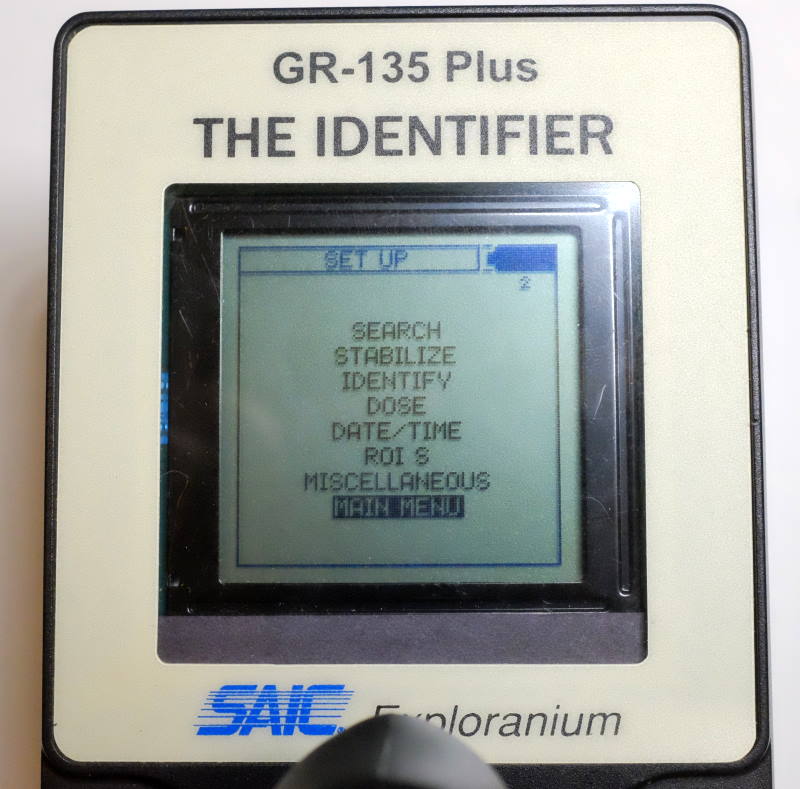 GR-135 Plus
THE IDENTIFIER
SET UP
2
SEARCH
STABILIZE
IDENTIFY
DOSE
DATE/TIME
ROI S
MISCELLANEOUS
MAIN MENU
SAIC Exploranium